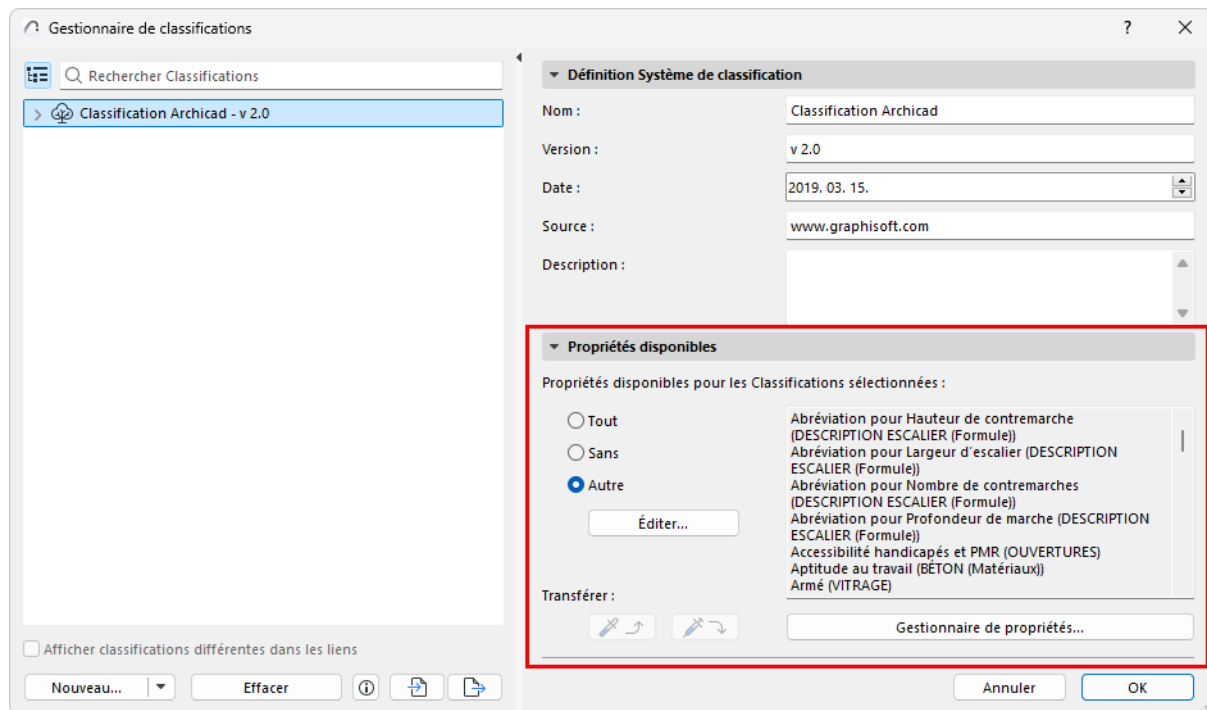 Gestionnaire de classifications
?
Rechercher Classifications
Classification Archicad - v 2.0
Définition Système de classification
Nom :
Classification Archicad
Version :
v 2.0
Date :
2019. 03. 15.
Source :
www.graphisoft.com
Description :
Propriétés disponibles
Propriétés disponibles pour les Classifications sélectionnées :
Tout
Sans
Autre
Éditer...
Abréviation pour Hauteur de contremarche
(DESCRIPTION ESCALIER (Formule))
Abréviation pour Largeur d'escalier (DESCRIPTION
ESCALIER (Formule))
Abréviation pour Nombre de contremarches
(DESCRIPTION ESCALIER (Formule))
Abréviation pour Profondeur de marche (DESCRIPTION
ESCALIER (Formule))
Accessibilité handicapés et PMR (OUVERTURES)
Aptitude au travail (BÉTON (Matériaux))
Armé (VITRAGE)
Transférer :
Gestionnaire de propriétés...
Afficher classifications différentes dans les liens
Nouveau...
Effacer
Annuler
OK